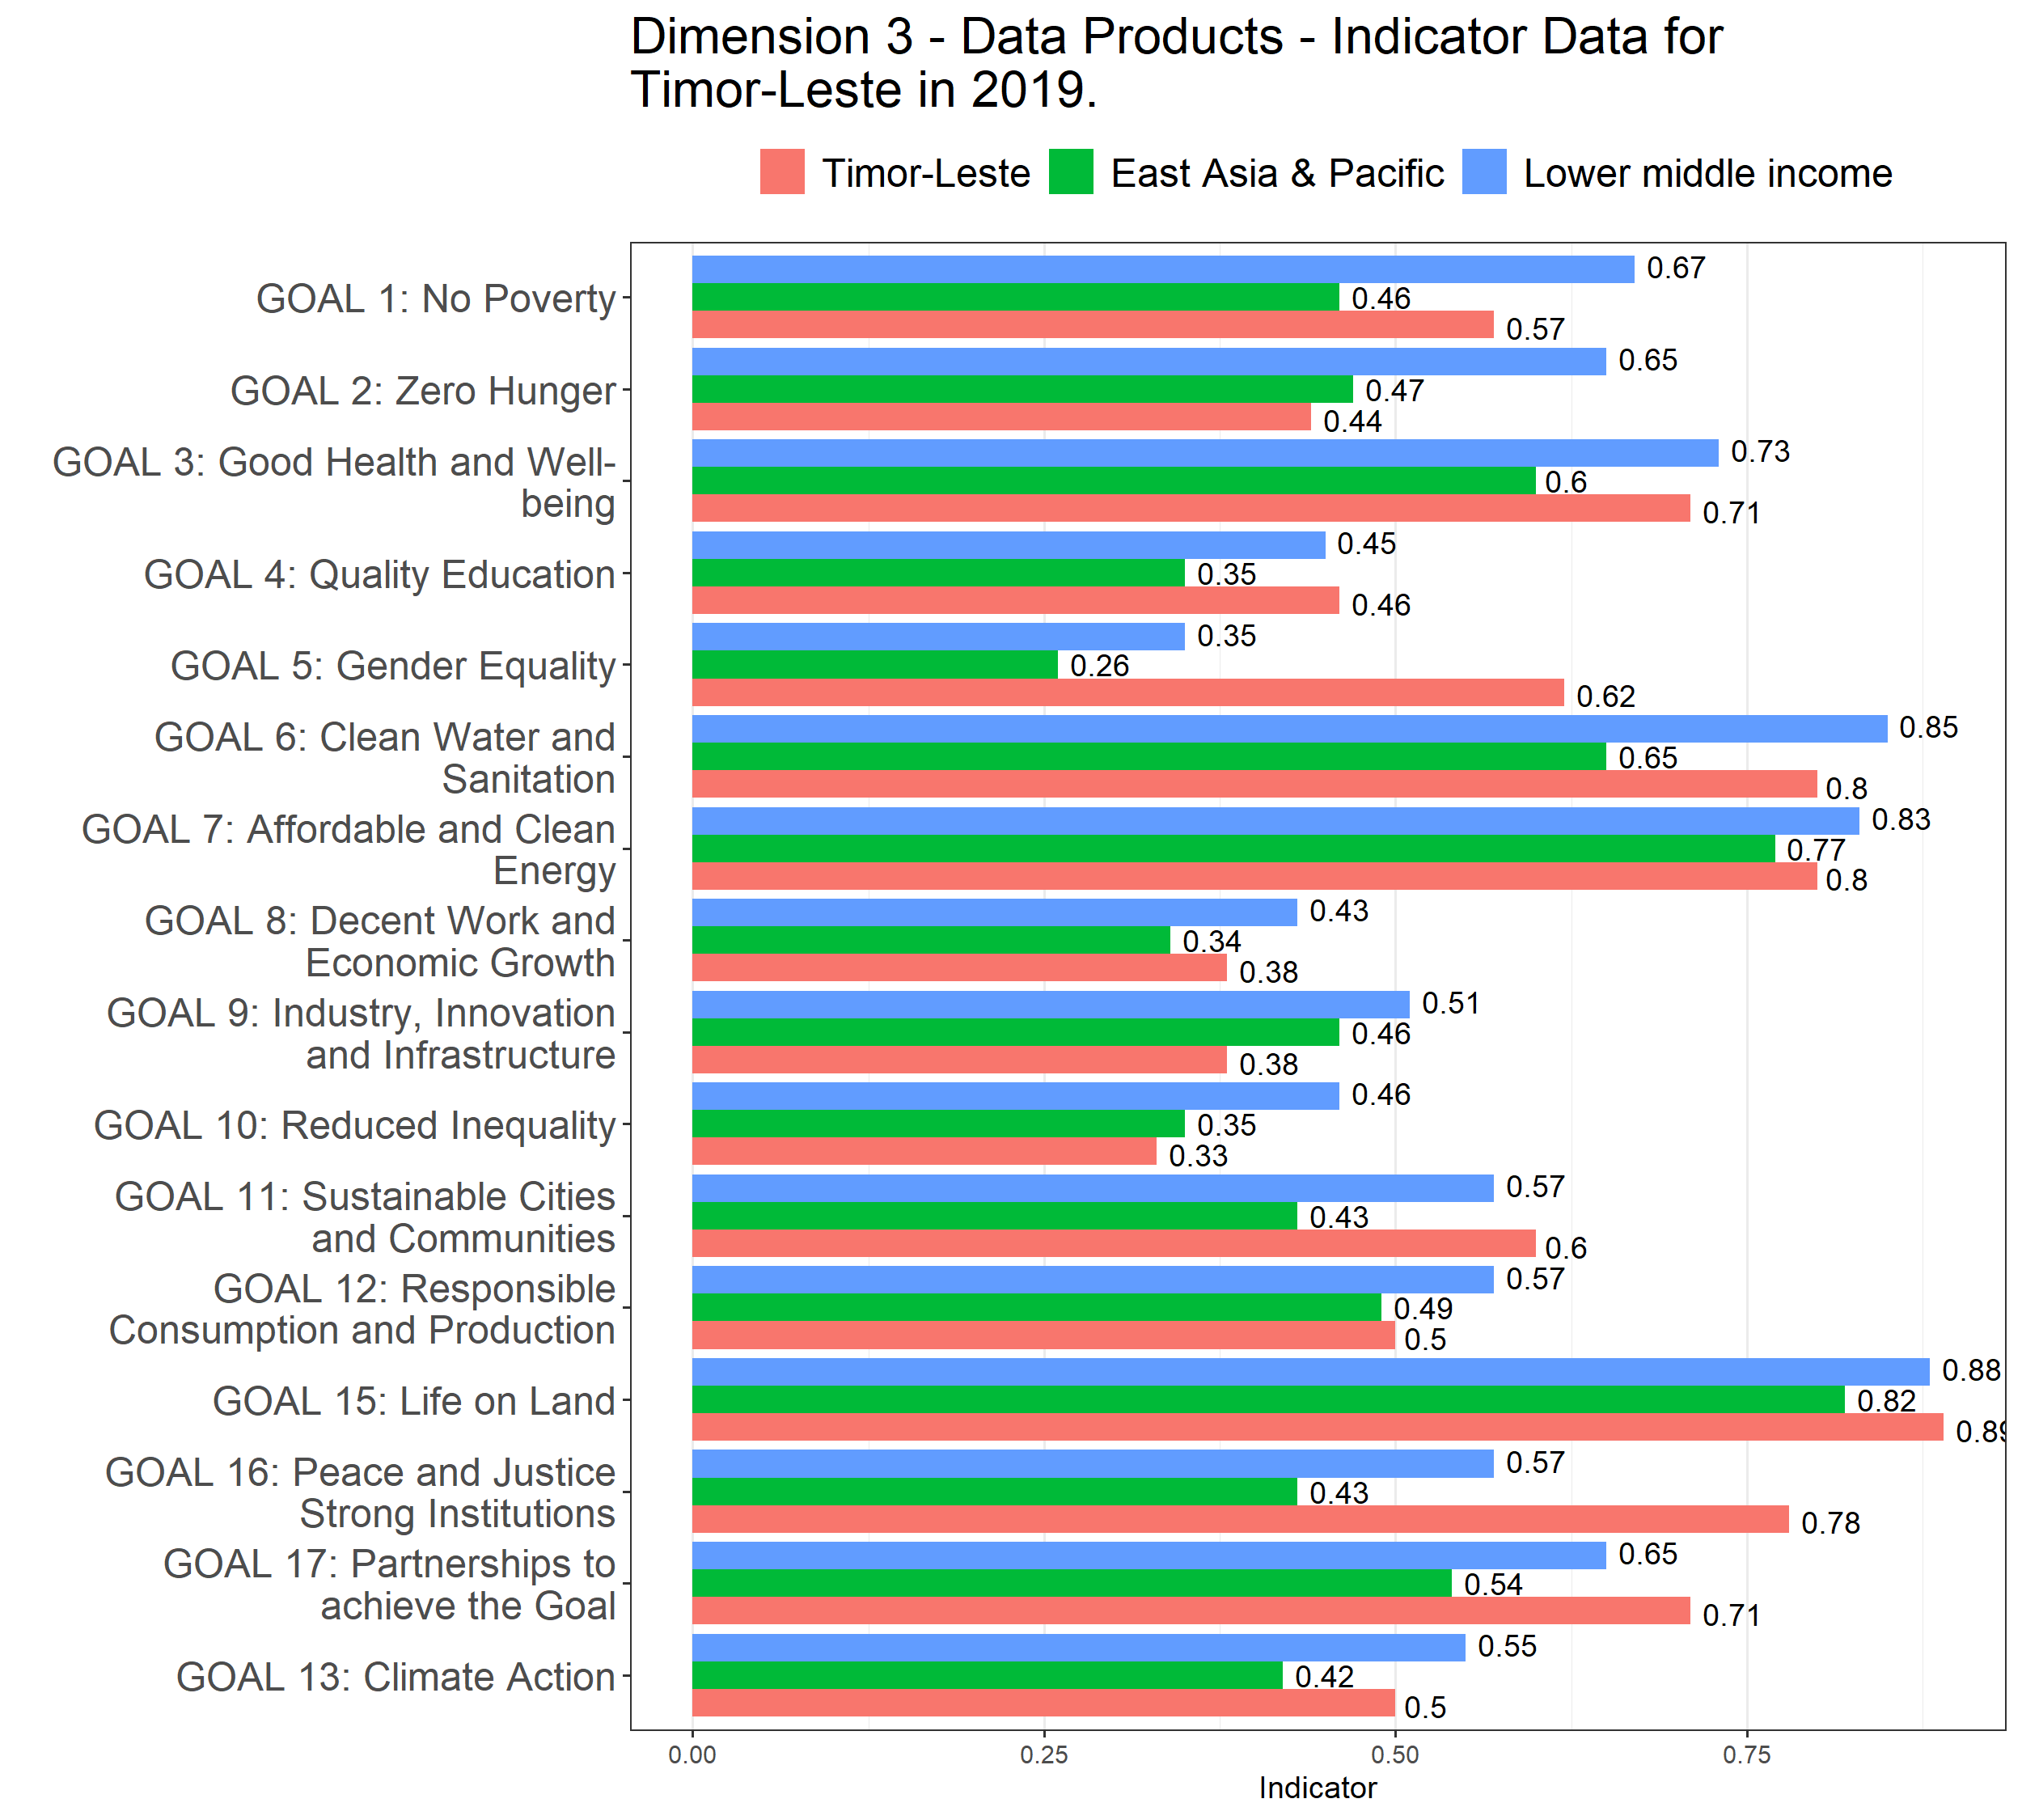 Dimension 3 - Data Products - Indicator Data for
Timor-Leste in 2019.
Timor-Leste East Asia & Pacific Lower middle income
GOAL 1: No Poverty
0.67
0.46
0.57
GOAL 2: Zero Hunger
0.65
0.47
0.44
GOAL 3: Good Health and Well-
being
0.73
0.6
0.71
GOAL 4: Quality Education
0.45
0.35
0.46
GOAL 5: Gender Equality
0.35
0.26
0.62
GOAL 6: Clean Water and
Sanitation
0.85
0.65
0.8
GOAL 7: Affordable and Clean
Energy
0.83
0.77
0.8
GOAL 8: Decent Work and
Economic Growth
0.43
0.34
0.38
GOAL 9: Industry, Innovation
and Infrastructure
0.51
0.46
0.38
GOAL 10: Reduced Inequality
0.46
0.35
0.33
GOAL 11: Sustainable Cities
and Communities
0.57
0.43
0.6
GOAL 12: Responsible
Consumption and Production
0.57
0.49
0.5
GOAL 15: Life on Land
0.88
0.82
0.89
GOAL 16: Peace and Justice
Strong Institutions
0.57
0.43
0.78
GOAL 17: Partnerships to
achieve the Goal
0.65
0.54
0.71
GOAL 13: Climate Action
0.55
0.42
0.5
0.00 0.25 0.50 0.75
Indicator